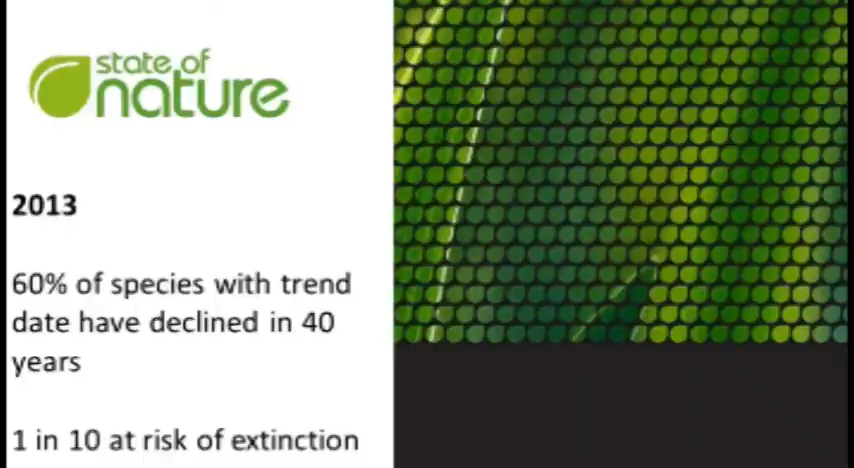 state of
nature
2013
60% of species with trend
date have declined in 40
years
1 in 10 at risk of extinction